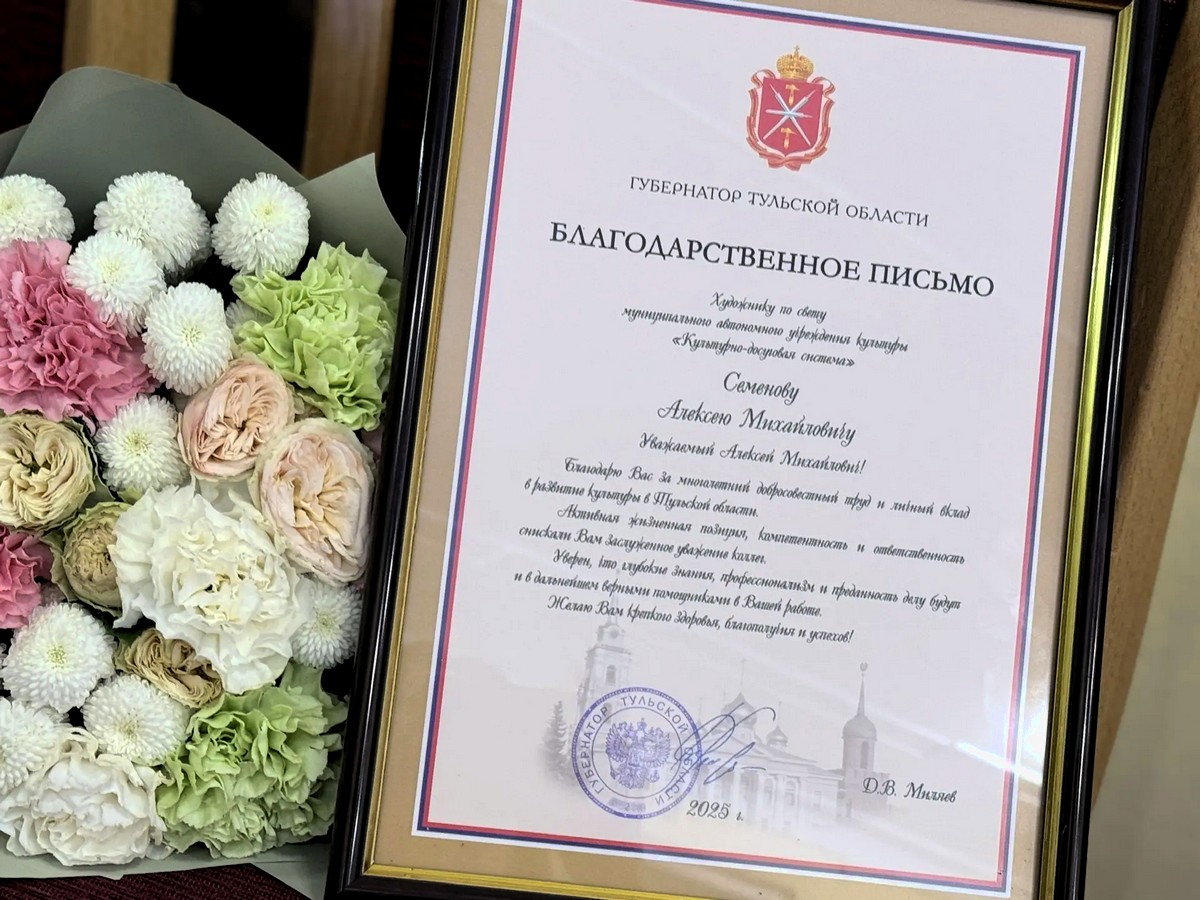 ГУБЕРНАТОР ТУЛЬСКОЙ ОБЛАСТИ
БЛАГОДАРСТВЕННОЕ ПИСЬМО
Художнику по свету
муниципального автономного учреждения культуры
«Культурно-досуговая система»
Семенову
Алексею Михайловичу
Уважаемый Алексей Михайлович!
Благодарю Вас за многолетний добросовестный труд и личный вклад
в развитие культуры в Тульской области.
Активная жизненная позиция, компетентность и ответственность
снискали Вам заслуженное уважение коллег.
Уверен, что глубокие знания, профессионализм и преданность делу будут
и в дальнейшем верными помощниками в Вашей работе.
Желаю Вам крепкого здоровья, благополучия и успехов!
ГУБЕРНАТОР ТУЛЬСКОЙ ОБЛАСТИ
Д.В. Миляев
2025 г.